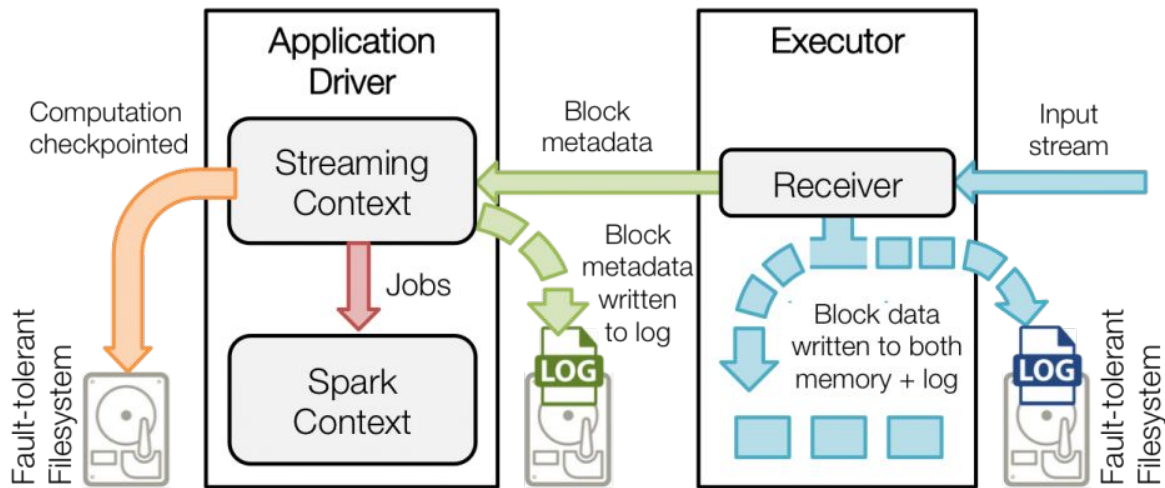 Application
Driver
Executor
Computation
checkpointed
Block
metadata
Input
stream
Streaming
Context
Receiver
Block
metadata
written
to log
Jobs
Block data
written to both
memory + log
Spark
Context
LOG
LOG
Fault-tolerant
Filesystem
Fault-tolerant
Filesystem